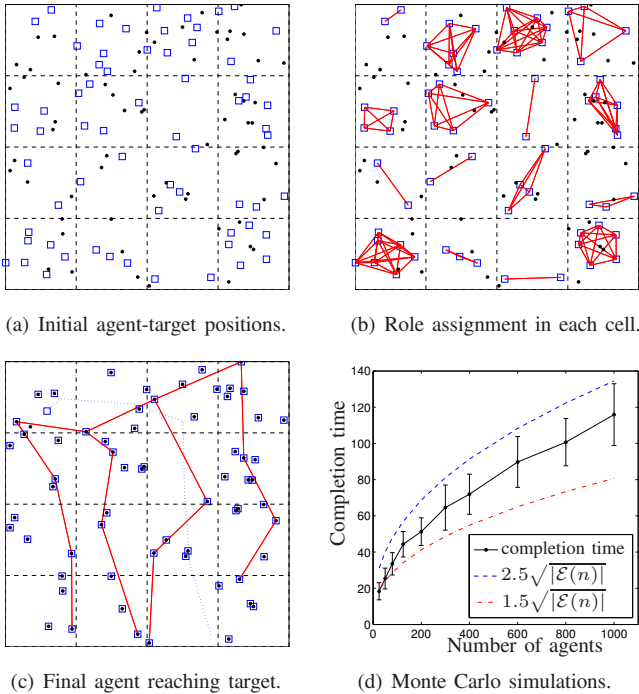 (a) Initial agent-target positions.
(b) Role assignment in each cell.
(c) Final agent reaching target.
140
120
100
80
60
40
20
0
Completion time
completion time
2.5√|ℰ(n)|
1.5√|ℰ(n)|
0 200 400 600 800 1000
Number of agents
(d) Monte Carlo simulations.